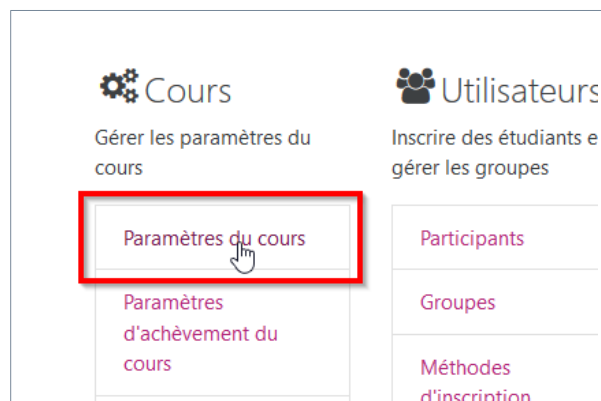 Cours
Gérer les paramètres du
cours
Paramètres du cours
Paramètres
d'achèvement du
cours
Utilisateurs
Inscrire des étudiants e
gérer les groupes
Participants
Groupes
Méthodes
d'inscription